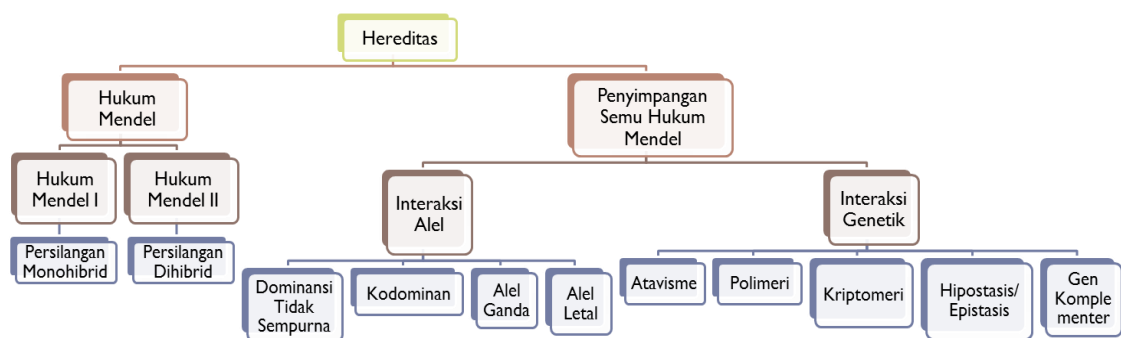 Hereditas
Hukum
Mendel
Penyimpangan
Semu Hukum
Mendel
Hukum
Mendel I
Hukum
Mendel II
Interaksi
Alel
Interaksi
Genetik
Persilangan
Monohibrid
Persilangan
Dihibrid
Dominansi
Tidak
Sempurna
Kodominan
Alel
Ganda
Alel
Letal
Atavisme
Polimeri
Kriptomeri
Hipostasis/
Epistasis
Gen
Komple
menter